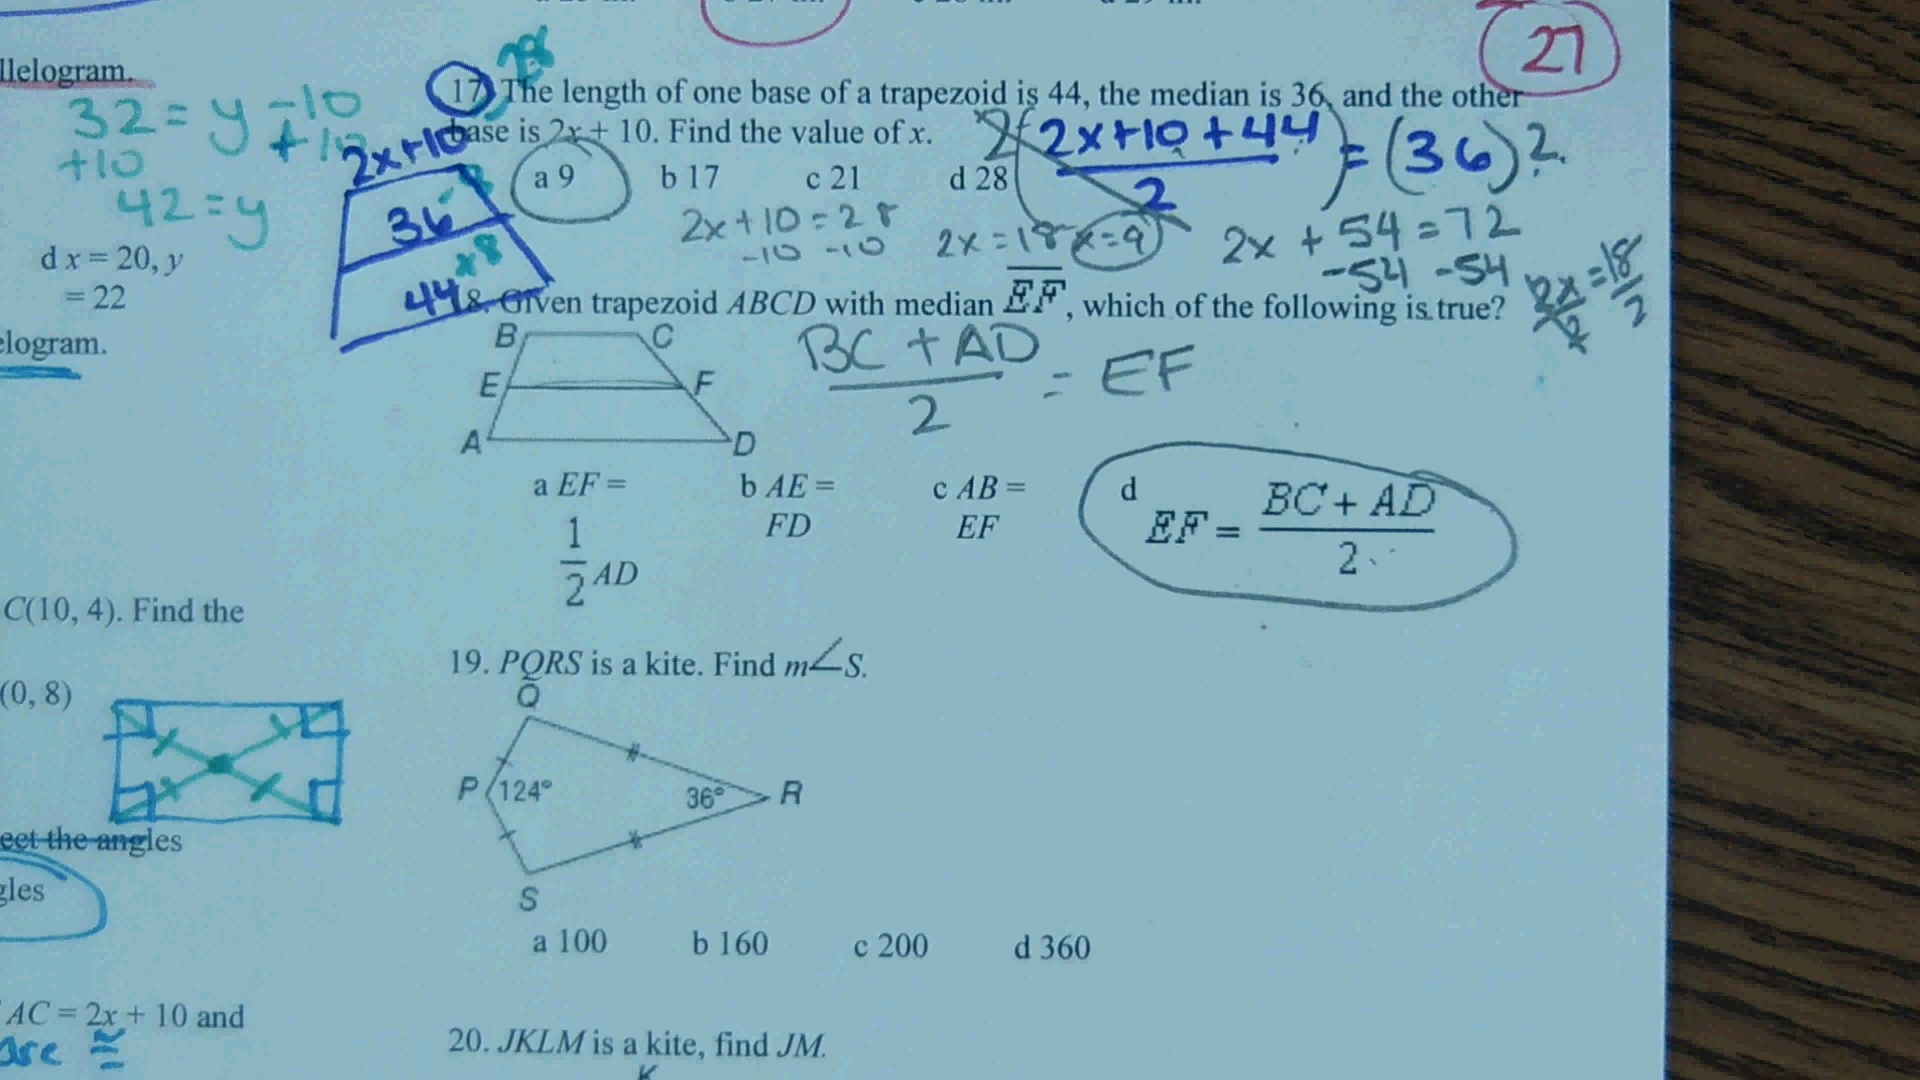 27
llelogram.
32 = y - 10
+10 + 10
42 = y
d x = 20, y
= 22
elogram.
C(10, 4). Find the
(0, 8)
eet the angles
gles
AC = 2x + 10 and
are ≅
17. The length of one base of a trapezoid is 44, the median is 36, and the other
base is 2x + 10. Find the value of x.
a 9 b 17 c 21 d 28
2x+10
36
44
x 8
2(2x+10+44 / 2) = (36)2
2x+10=28
-10 -10
2x=18 x=9
2x + 54 = 72
-54 -54
2x = 18
2 2
18. Given trapezoid ABCD with median EF, which of the following is true?
B C
E F
A D
BC + AD / 2 = EF
a EF = b AE = c AB = d
1/2 AD FD EF EF = BC + AD / 2
19. PQRS is a kite. Find m∠S.
Q
P 124° 36° R
S
a 100 b 160 c 200 d 360
20. JKLM is a kite, find JM.
K